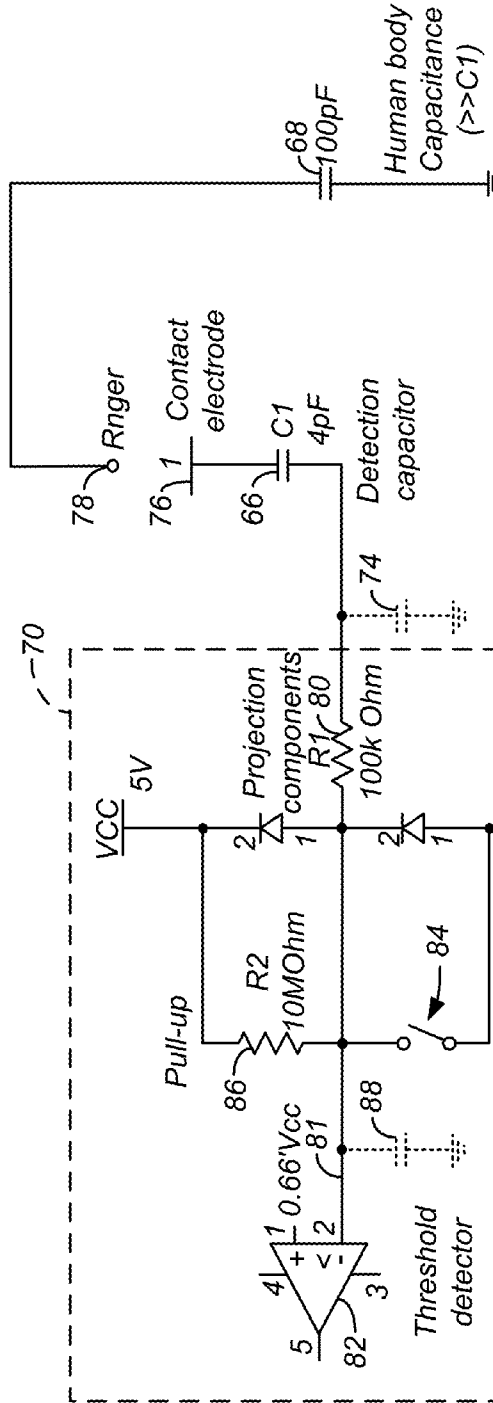 70
VCC
5V
Pull-up
R2
10MOhm
86
2
1
Projection
components
R1
80
100k Ohm
2
1
84
4
1
0.66'Vcc
+
V
-
2
81
5
3
82
88
Threshold
detector
74
78
Rnger
76
1
Contact
electrode
66
C1
4pF
Detection
capacitor
68
100pF
Human body
Capacitance
(>>C1)